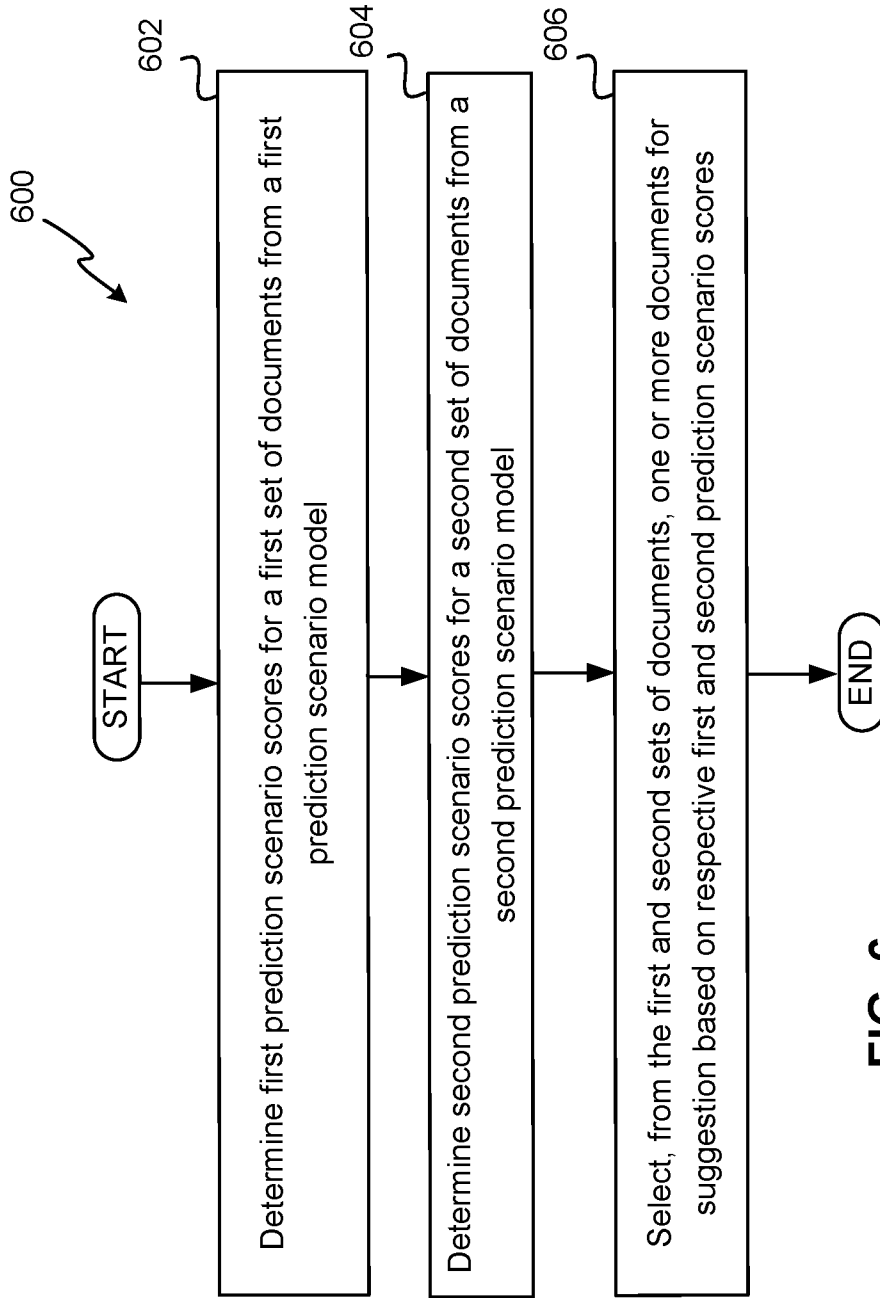 600
START
602
Determine first prediction scenario scores for a first set of documents from a first
prediction scenario model
604
Determine second prediction scenario scores for a second set of documents from a
second prediction scenario model
606
Select, from the first and second sets of documents, one or more documents for
suggestion based on respective first and second prediction scenario scores
END
FIG.